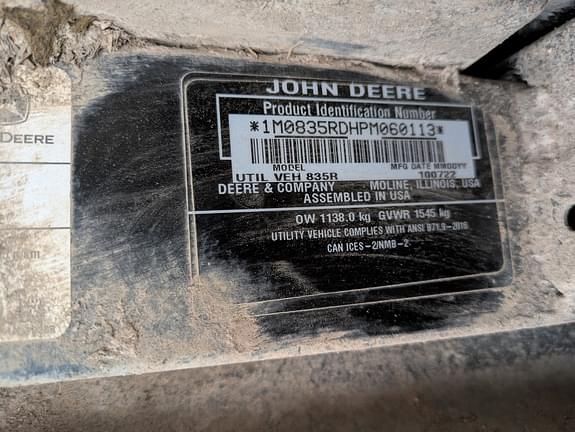 JOHN DEERE
Product Identification Number
*1M0835RDHPM060113*
MODEL MFG DATE MMDDYY
UTIL VEH 835R 100722
DEERE & COMPANY MOLINE, ILLINOIS, USA
ASSEMBLED IN USA
OW 1138.0 kg GVWR 1545 kg
UTILITY VEHICLE COMPLIES WITH ANSI B71.9-2016
CAN ICES-2/NMB-2
DEERE